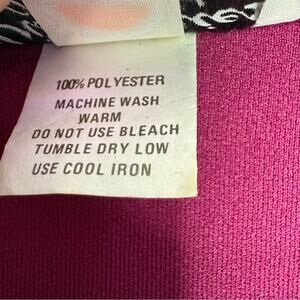 100% POLYESTER
MACHINE WASH
WARM
DO NOT USE BLEACH
TUMBLE DRY LOW
USE COOL IRON